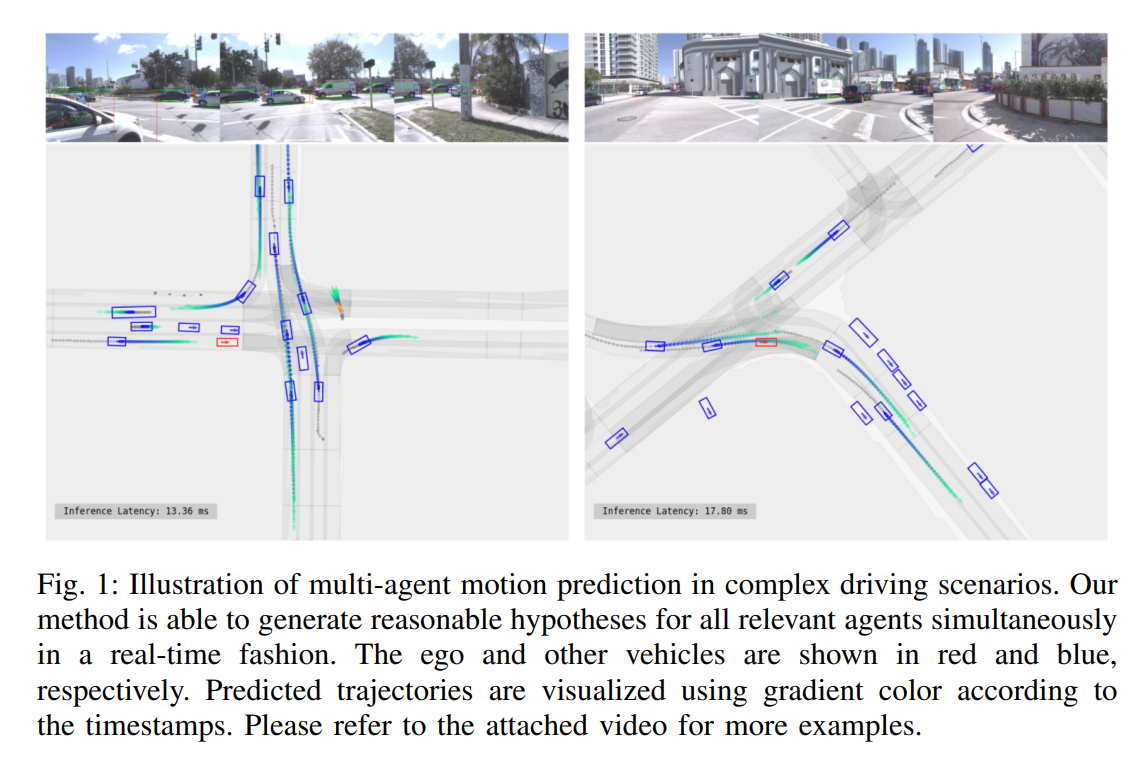 Inference Latency: 13.36 ms
Inference Latency: 17.80 ms
Fig. 1: Illustration of multi-agent motion prediction in complex driving scenarios. Our
method is able to generate reasonable hypotheses for all relevant agents simultaneously
in a real-time fashion. The ego and other vehicles are shown in red and blue,
respectively. Predicted trajectories are visualized using gradient color according to
the timestamps. Please refer to the attached video for more examples.